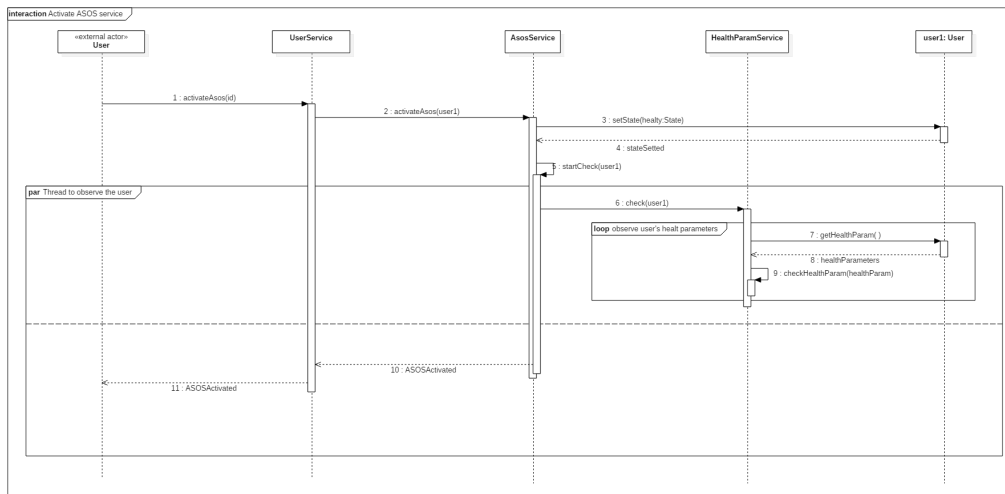 interaction Activate ASOS service
«external actor»
User
UserService
AsosService
HealthParamService
user1: User
1 : activateAsos(id)
2 : activateAsos(user1)
3 : setState(healty:State)
4 : stateSetted
5 : startCheck(user1)
par Thread to observe the user
6 : check(user1)
loop observe user's healt parameters
7 : getHealthParam( )
8 : healthParameters
9 : checkHealthParam(healthParam)
10 : ASOSActivated
11 : ASOSActivated